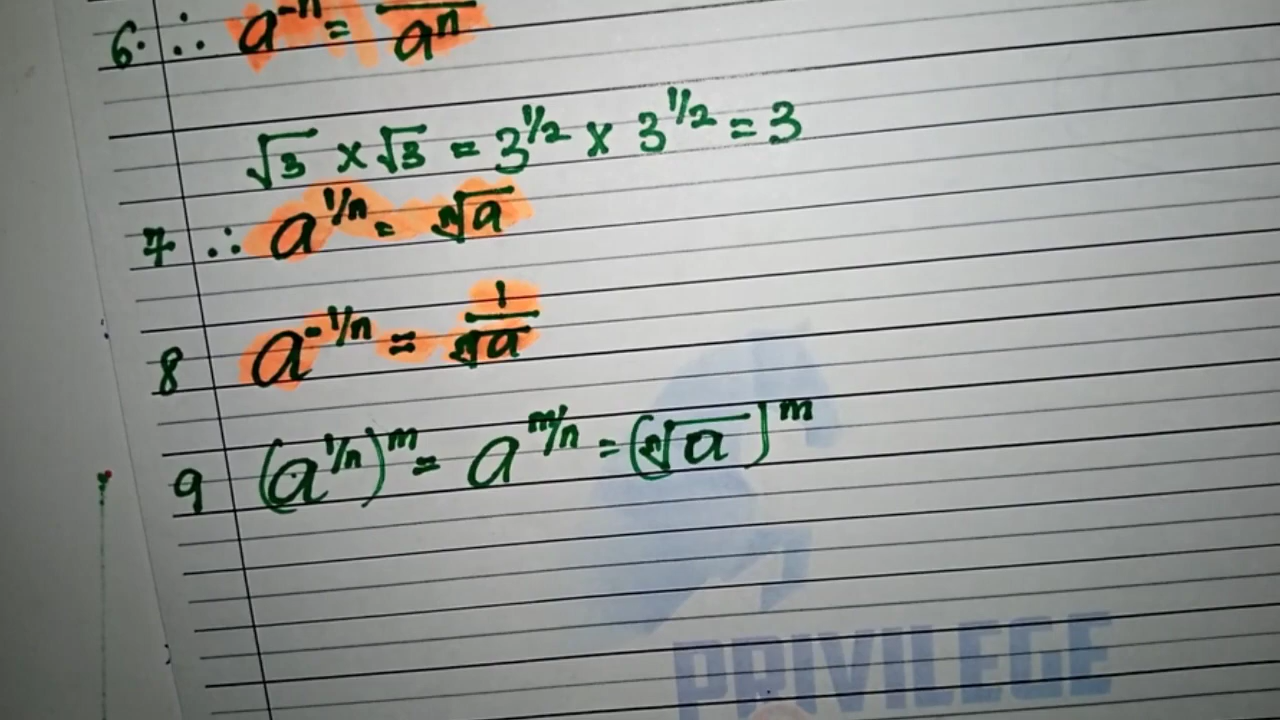 6. ∴ a⁻ⁿ = 1/aⁿ
√3 × √3 = 3^1/2 × 3^1/2 = 3
7 ∴ a^1/n = ⁿ√a
8 a^-1/n = 1/ⁿ√a
9 (a^1/n)^m = a^m/n = (ⁿ√a)^m
PRIVILEGE